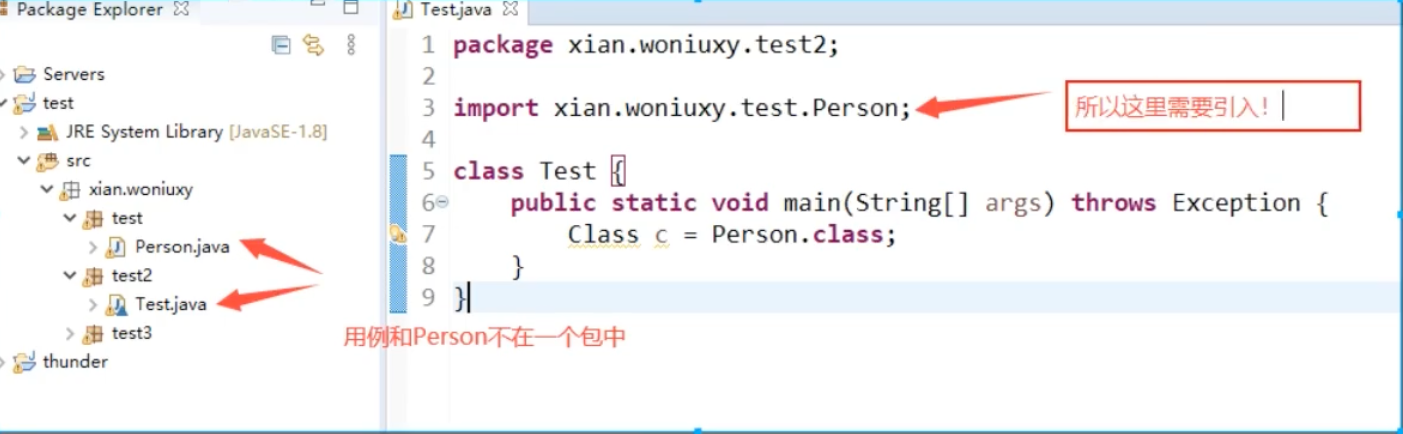 Package Explorer
Servers
test
JRE System Library [JavaSE-1.8]
src
xian.woniuxy
test
Person.java
test2
Test.java
test3
thunder
Test.java
1 package xian.woniuxy.test2;
2
3 import xian.woniuxy.test.Person;
所以这里需要引入！
4
5 class Test {
6 public static void main(String[] args) throws Exception {
7 Class c = Person.class;
8 }
9 }
用例和Person不在一个包中